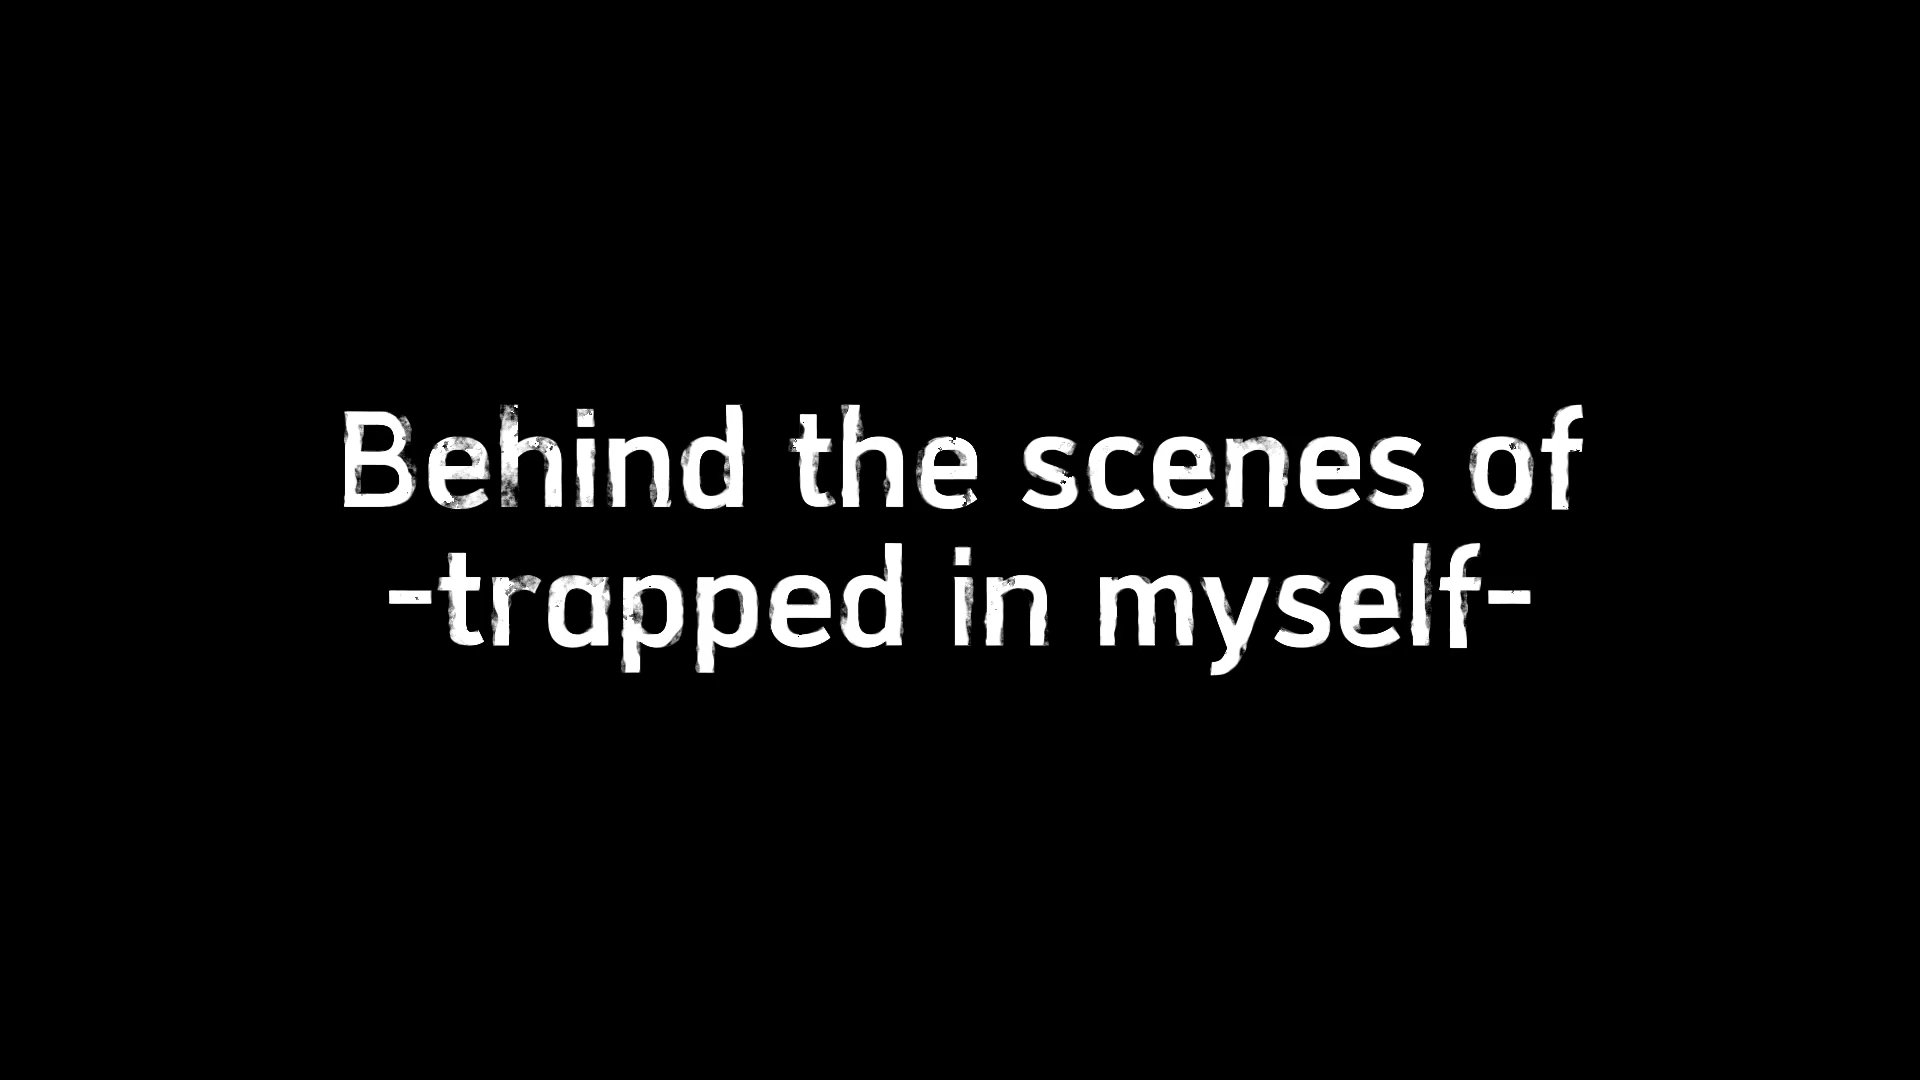 Behind the scenes of
-trapped in myself-